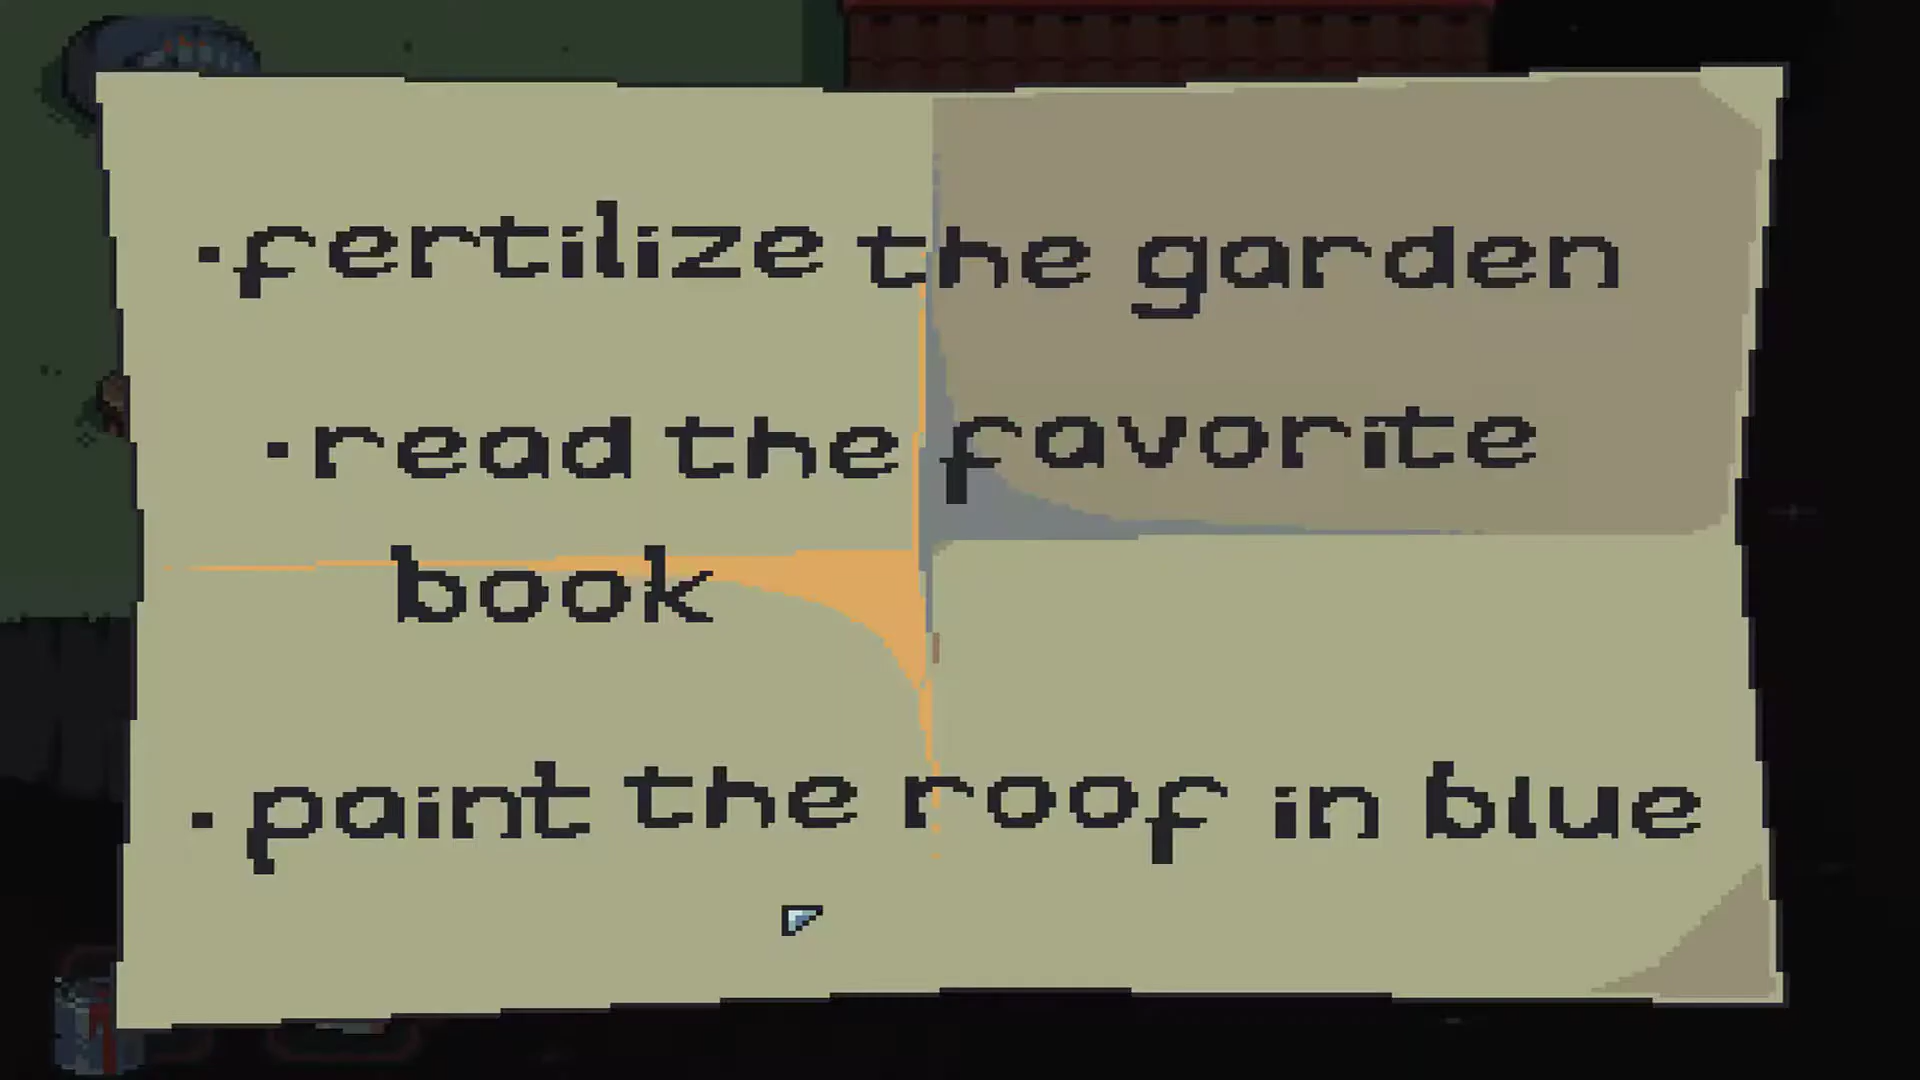 ·fertilize the garden
·read the favorite
book
·paint the roof in blue